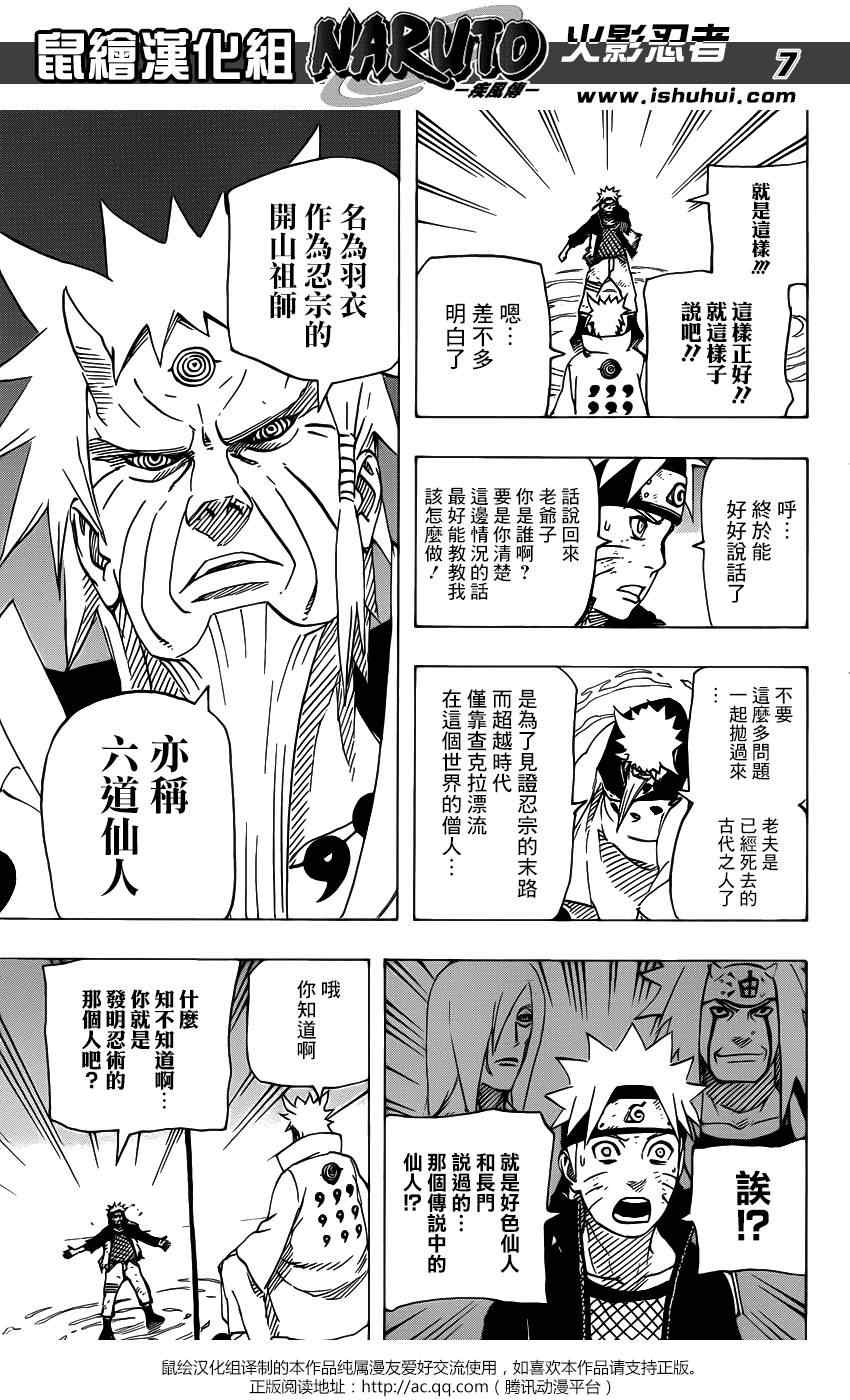 鼠繪漢化組
NARUTO
疾風傳
火影忍者
7
www.ishuhui.com
就是這樣!!!
這樣正好!!
就這樣子
說吧!!
嗯…
差不多
明白了
呼…
終於能
好好說話
了
話說回來
老爺子
你是誰啊?
要是你清楚
這邊情況的話
最好能教教我
該怎麼做!
不要
這麼多問題
一起拋過來
…
老夫是
已經死去的
古代之人了
是為了見證忍宗的末路
而超越時代
僅靠查克拉漂流
在這個世界的僧人…
名為羽衣
作為忍宗的
開山祖師
亦稱
六道仙人
誒!?
就是好色仙人
和長門
說過的…
那個傳說中的
仙人!?
哦
你知道啊
什麼
知不知道啊…
你就是
發明忍術的
那個人吧?
鼠绘汉化组译制的本作品纯属漫友爱好交流使用，如喜欢本作品请支持正版。
正版阅读地址：http://ac.qq.com（腾讯动漫平台）